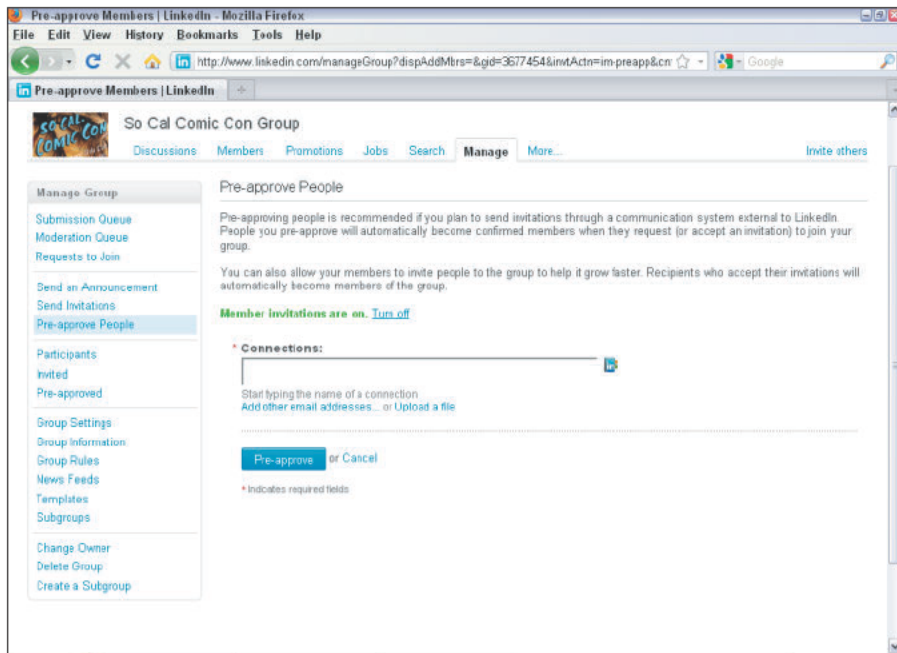 Pre-approve Members | LinkedIn - Mozilla Firefox
File Edit View History Bookmarks Tools Help
http://www.linkedin.com/manageGroup?dispAddMbrs=&gid=3677454&invtActn=im-preapp&cn
Google
Pre-approve Members | LinkedIn
SO CAL COMIC CON
So Cal Comic Con Group
Discussions Members Promotions Jobs Search Manage More... Invite others
Manage Group
Submission Queue
Moderation Queue
Requests to Join
Send an Announcement
Send Invitations
Pre-approve People
Participants
Invited
Pre-approved
Group Settings
Group Information
Group Rules
News Feeds
Templates
Subgroups
Change Owner
Delete Group
Create a Subgroup
Pre-approve People
Pre-approving people is recommended if you plan to send invitations through a communication system external to LinkedIn.
People you pre-approve will automatically become confirmed members when they request (or accept an invitation) to join your
group.
You can also allow your members to invite people to the group to help it grow faster. Recipients who accept their invitations will
automatically become members of the group.
Member invitations are on. Turn off
* Connections:
Start typing the name of a connection
Add other email addresses... or Upload a file
Pre-approve or Cancel
* Indicates required fields